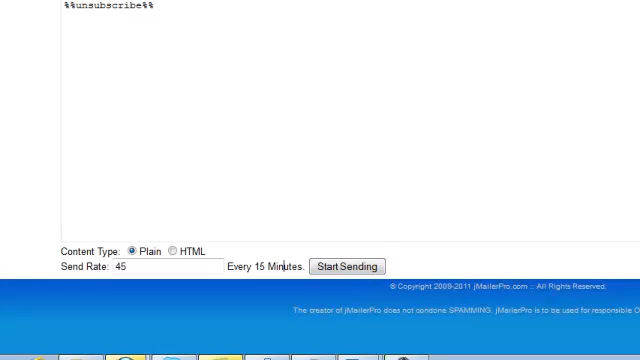 %%unsubscribe%%
Content Type: Plain HTML
Send Rate: 45 Every 15 Minutes. Start Sending
® Copyright 2009-2011 jMailerPro.com :: All Rights Reserved.
The creator of jMailerPro does not condone SPAMMING. jMailerPro is to be used for responsible O